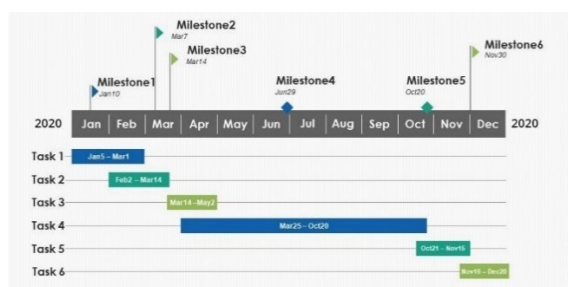 Milestone2
Mar7
Milestone3
Mar14
Milestone6
Nov30
Milestone1
Jan10
Milestone4
Jun29
Milestone5
Oct20
2020 Jan Feb Mar Apr May Jun Jul Aug Sep Oct Nov Dec 2020
Task 1 Jan5 – Mar1
Task 2 Feb2 – Mar14
Task 3 Mar14 – May2
Task 4 Mar25 – Oct20
Task 5 Oct21 – Nov15
Task 6 Nov16 – Dec20